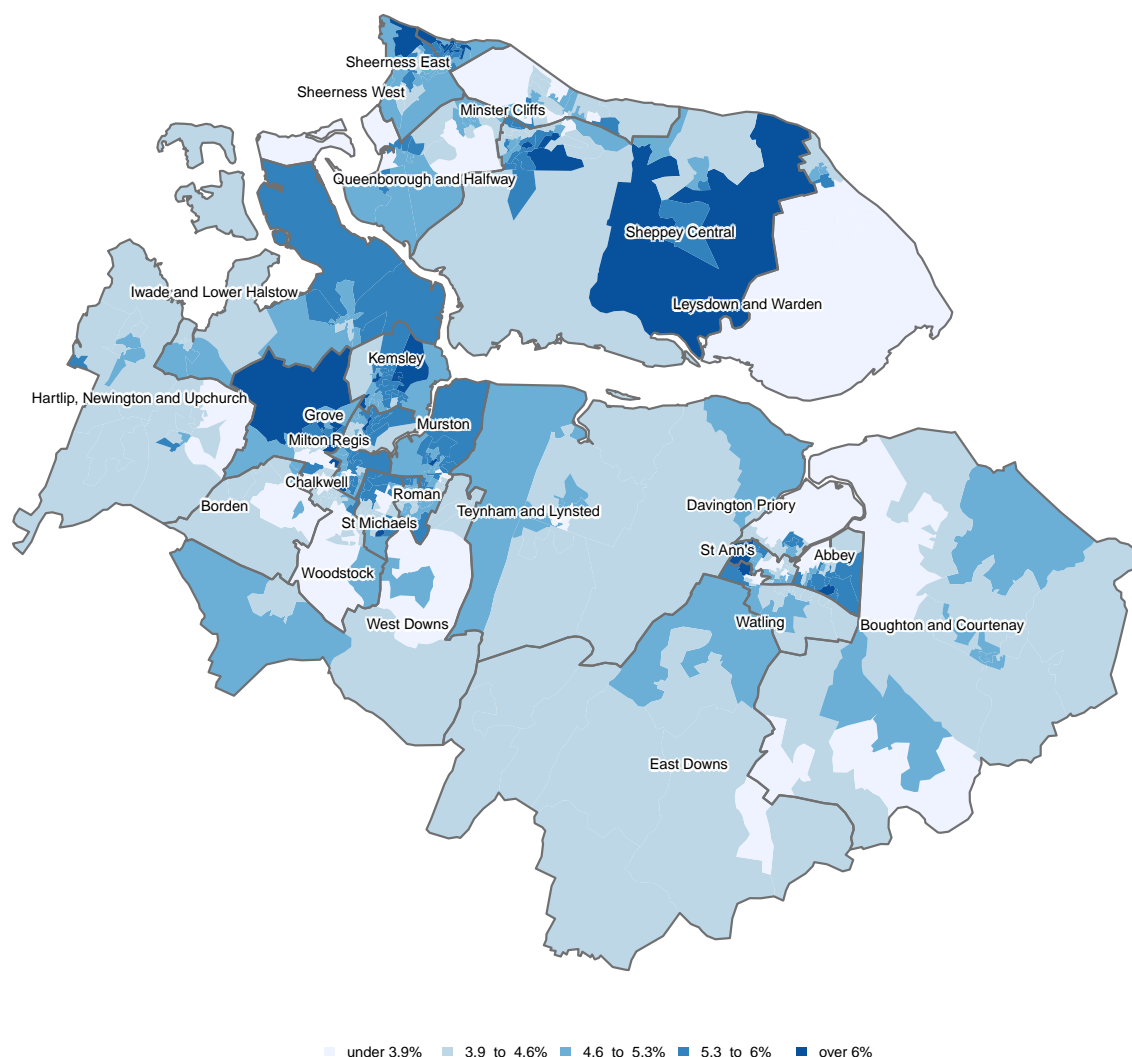 Sheerness East
Sheerness West
Minster Cliffs
Queenborough and Halfway
Sheppey Central
Iwade and Lower Halstow
Leysdown and Warden
Kemsley
Hartlip, Newington and Upchurch
Grove
Murston
Milton Regis
Chalkwell
Roman
Borden
Teynham and Lynsted
Davington Priory
St Michaels
St Ann's
Abbey
Woodstock
West Downs
Watling
Boughton and Courtenay
East Downs
under 3.9% 3.9 to 4.6% 4.6 to 5.3% 5.3 to 6% over 6%